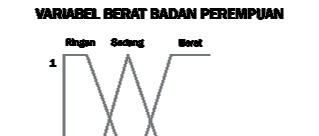 VARIABEL BERAT BADAN PEREMPUAN
Ringan Sedang Berat
1